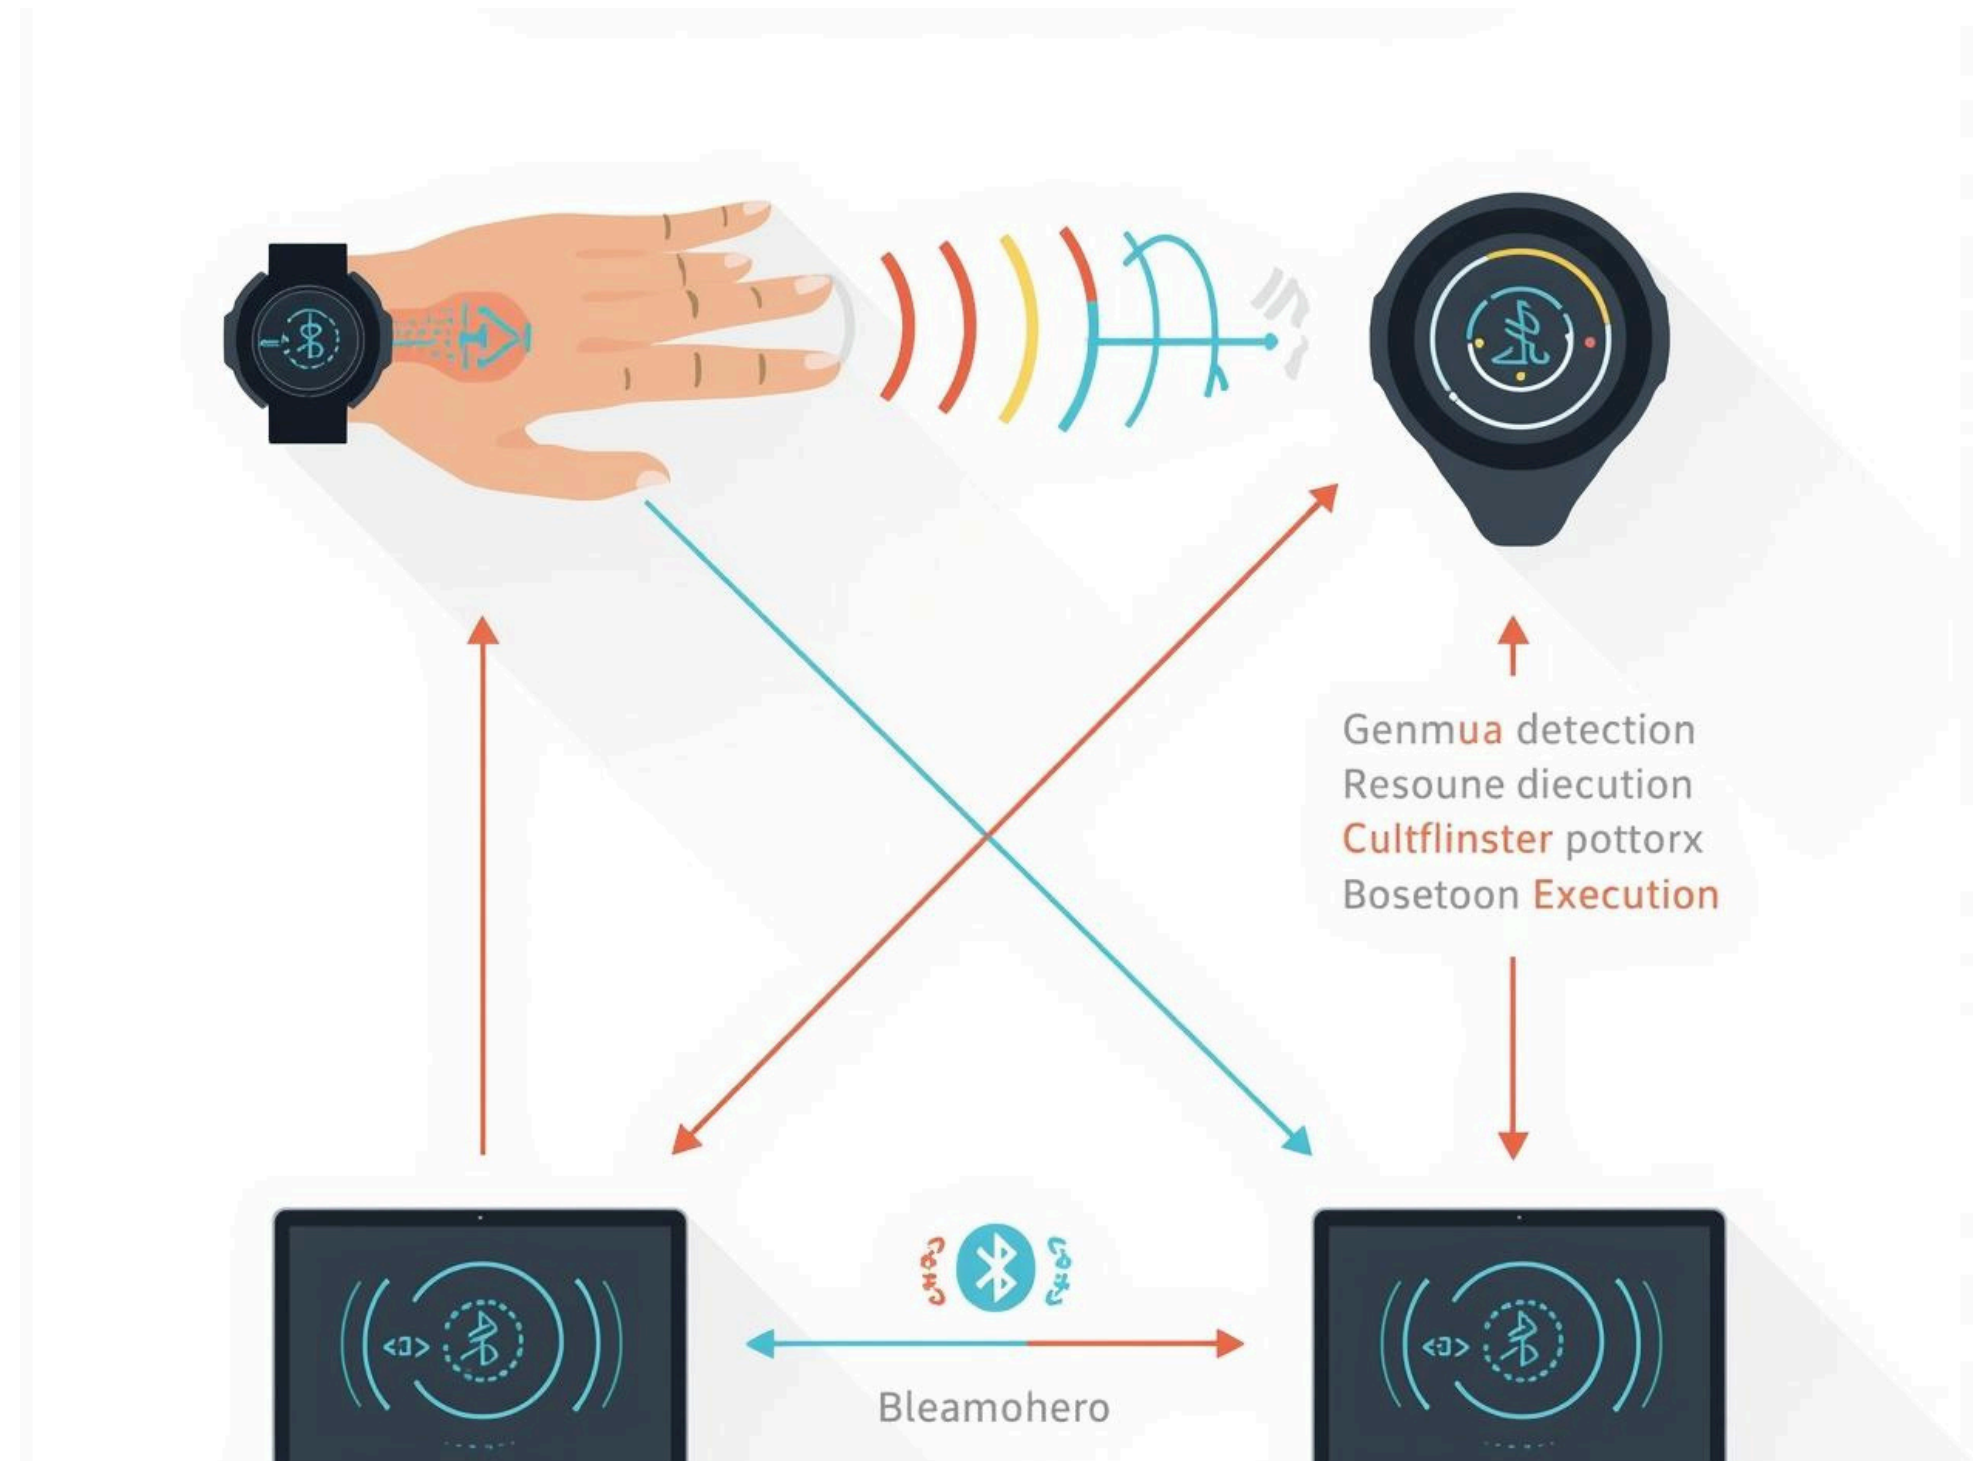 Genmua detection
Resoune diecution
Cultflinster pottorx
Bosetoon Execution
Bleamohero